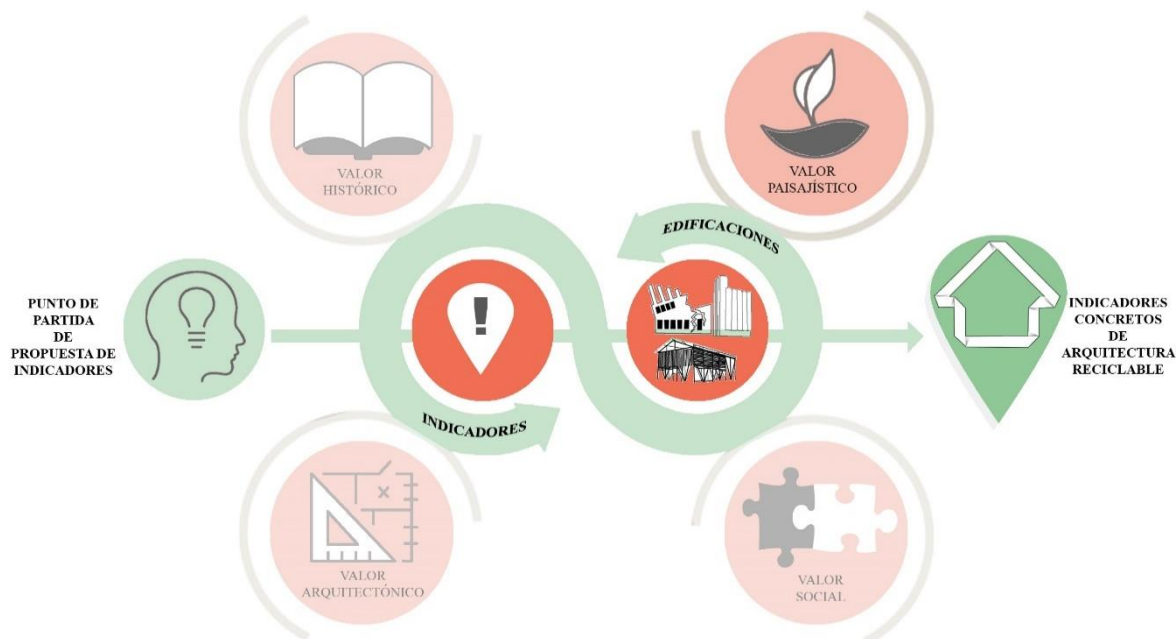 VALOR
HISTÓRICO
VALOR
PAISAJÍSTICO
EDIFICACIONES
PUNTO DE
PARTIDA
DE
PROPUESTA DE
INDICADORES
INDICADORES
CONCRETOS
DE
ARQUITECTURA
RECICLABLE
INDICADORES
VALOR
ARQUITECTÓNICO
VALOR
SOCIAL